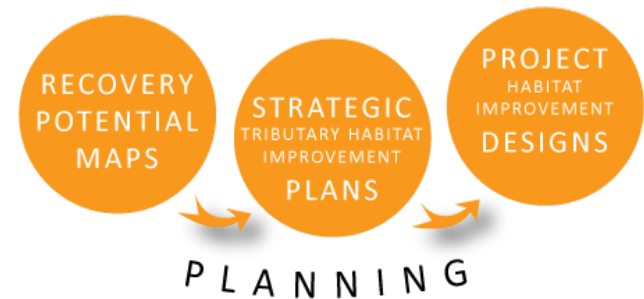 RECOVERY
POTENTIAL
MAPS
STRATEGIC
TRIBUTARY HABITAT
IMPROVEMENT
PLANS
PROJECT
HABITAT
IMPROVEMENT
DESIGNS
PLANNING